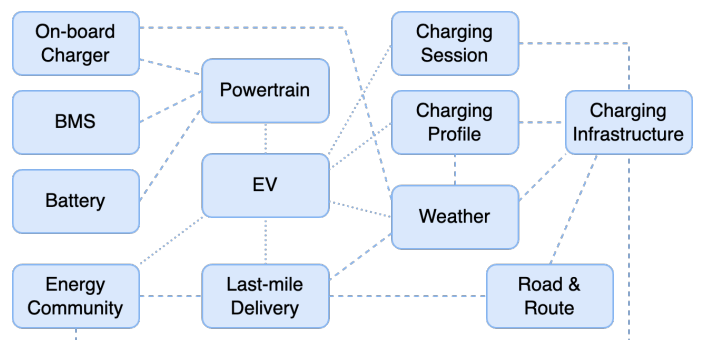 On-board
Charger
Charging
Session
Powertrain
BMS
Charging
Profile
Charging
Infrastructure
EV
Battery
Weather
Energy
Community
Last-mile
Delivery
Road &
Route